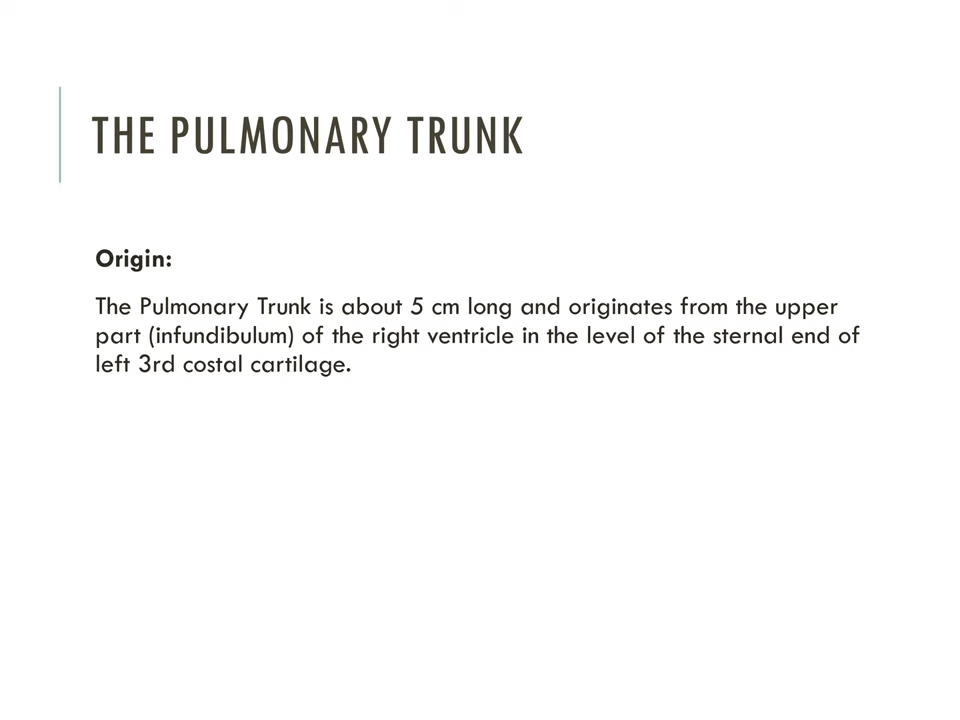 THE PULMONARY TRUNK
Origin:
The Pulmonary Trunk is about 5 cm long and originates from the upper
part (infundibulum) of the right ventricle in the level of the sternal end of
left 3rd costal cartilage.